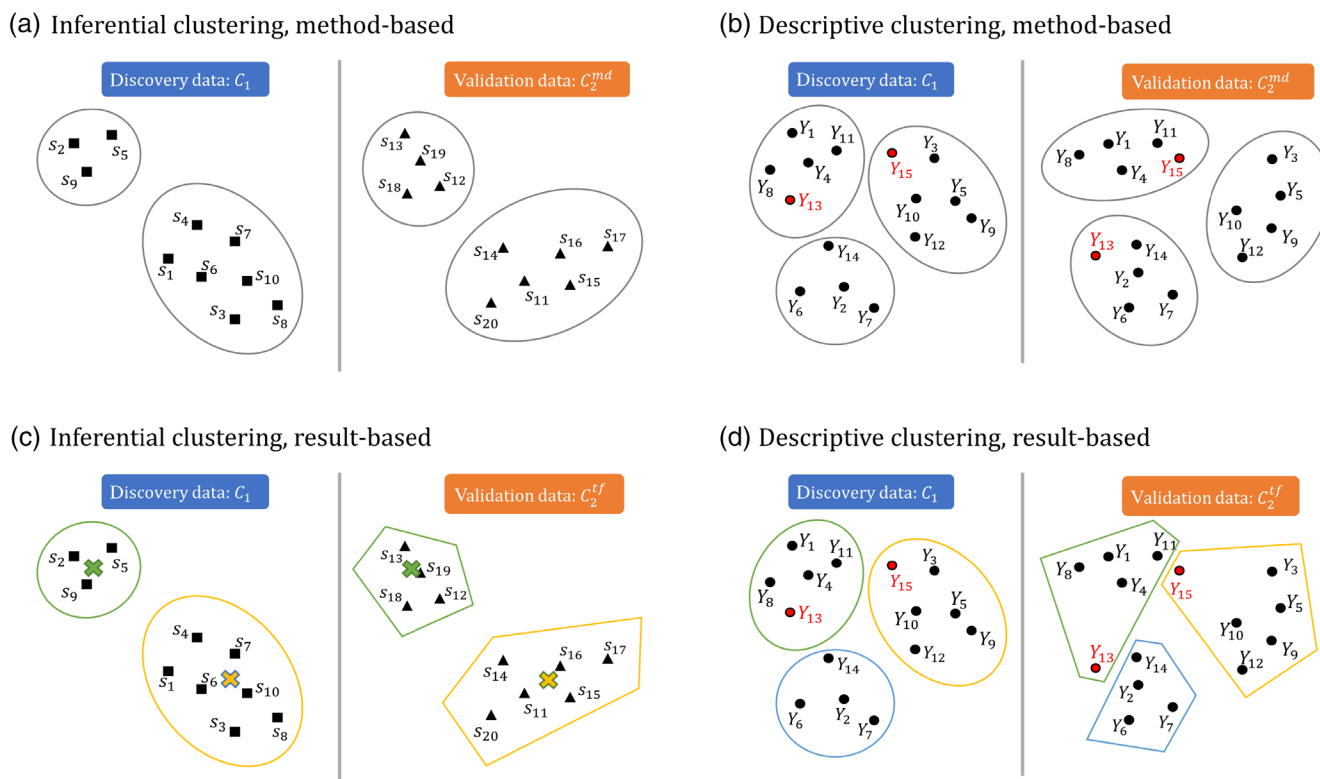 (a) Inferential clustering, method-based
Discovery data: C₁
Validation data: C₂ᵐᵈ
s₂
s₅
s₉
s₄
s₇
s₁
s₆
s₁₀
s₃
s₈
s₁₃
s₁₉
s₁₈
s₁₂
s₁₄
s₁₆
s₁₇
s₁₁
s₁₅
s₂₀
(b) Descriptive clustering, method-based
Discovery data: C₁
Validation data: C₂ᵐᵈ
Y₁
Y₁₁
Y₈
Y₄
Y₁₃
Y₃
Y₁₅
Y₅
Y₁₀
Y₉
Y₁₂
Y₁₄
Y₆
Y₂
Y₇
Y₁
Y₁₁
Y₈
Y₄
Y₁₅
Y₃
Y₅
Y₁₀
Y₉
Y₁₂
Y₁₃
Y₁₄
Y₂
Y₆
Y₇
(c) Inferential clustering, result-based
Discovery data: C₁
Validation data: C₂ᵗᶠ
s₂
s₅
s₉
s₄
s₇
s₁
s₆
s₁₀
s₃
s₈
s₁₃
s₁₉
s₁₈
s₁₂
s₁₄
s₁₆
s₁₇
s₁₁
s₁₅
s₂₀
(d) Descriptive clustering, result-based
Discovery data: C₁
Validation data: C₂ᵗᶠ
Y₁
Y₁₁
Y₈
Y₄
Y₁₃
Y₃
Y₁₅
Y₅
Y₁₀
Y₉
Y₁₂
Y₁₄
Y₆
Y₂
Y₇
Y₁
Y₁₁
Y₈
Y₄
Y₁₃
Y₁₅
Y₃
Y₅
Y₁₀
Y₉
Y₁₂
Y₁₄
Y₂
Y₆
Y₇